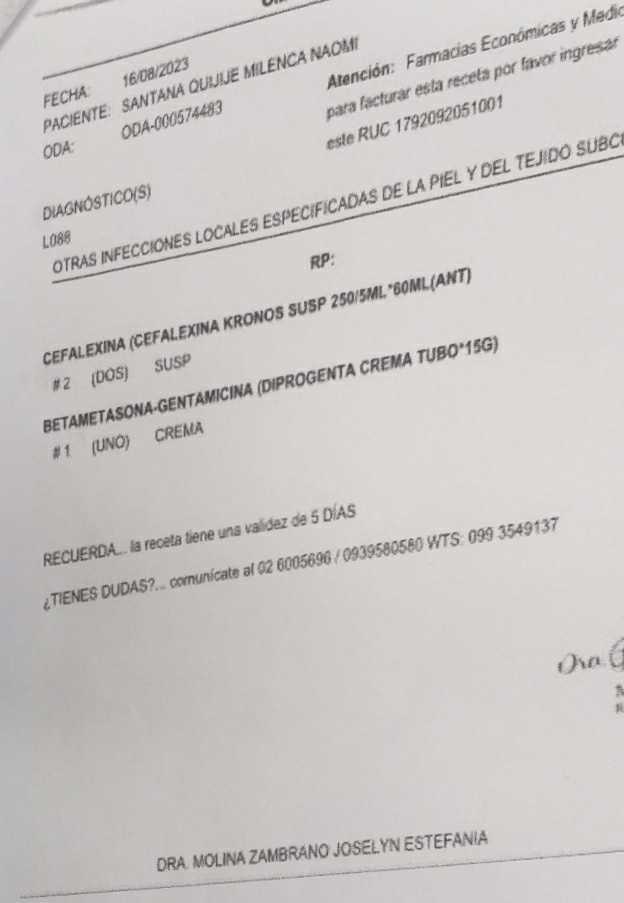 FECHA: 16/08/2023
PACIENTE: SANTANA QUIJIJE MILENCA NAOMI
ODA: ODA-000574483
Atención: Farmacias Económicas y Medic
para facturar esta receta por favor ingresar
este RUC 1792092051001
DIAGNÓSTICO(S)
L088
OTRAS INFECCIONES LOCALES ESPECIFICADAS DE LA PIEL Y DEL TEJIDO SUBC
RP:
CEFALEXINA (CEFALEXINA KRONOS SUSP 250/5ML*60ML(ANT)
# 2 (DOS) SUSP
BETAMETASONA-GENTAMICINA (DIPROGENTA CREMA TUBO*15G)
# 1 (UNO) CREMA
RECUERDA... la receta tiene una validez de 5 DÍAS
¿TIENES DUDAS?... comunícate al 02 6005696 / 0939580580 WTS: 099 3549137
Dra.
DRA. MOLINA ZAMBRANO JOSELYN ESTEFANIA